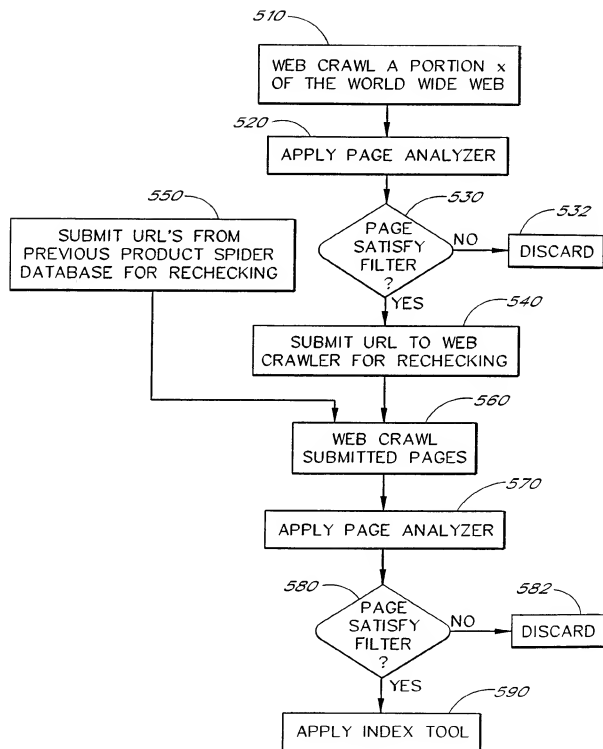 510
WEB CRAWL A PORTION x
OF THE WORLD WIDE WEB
520
APPLY PAGE ANALYZER
550
SUBMIT URL'S FROM
PREVIOUS PRODUCT SPIDER
DATABASE FOR RECHECKING
530
PAGE
SATISFY
FILTER
?
NO
532
DISCARD
YES
540
SUBMIT URL TO WEB
CRAWLER FOR RECHECKING
560
WEB CRAWL
SUBMITTED PAGES
570
APPLY PAGE ANALYZER
580
PAGE
SATISFY
FILTER
?
NO
582
DISCARD
YES
590
APPLY INDEX TOOL